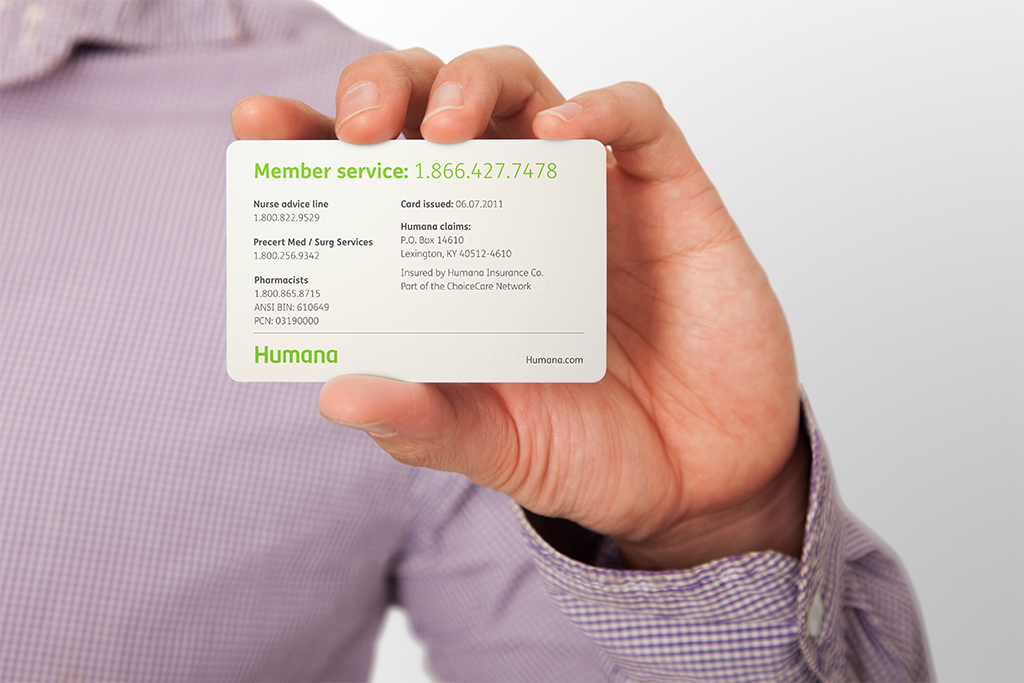 Member service: 1.866.427.7478
Nurse advice line
1.800.822.9529
Precert Med / Surg Services
1.800.256.9342
Pharmacists
1.800.865.8715
ANSI BIN: 610649
PCN: 03190000
Card issued: 06.07.2011
Humana claims:
P.O. Box 14610
Lexington, KY 40512-4610
Insured by Humana Insurance Co.
Part of the ChoiceCare Network
Humana
Humana.com